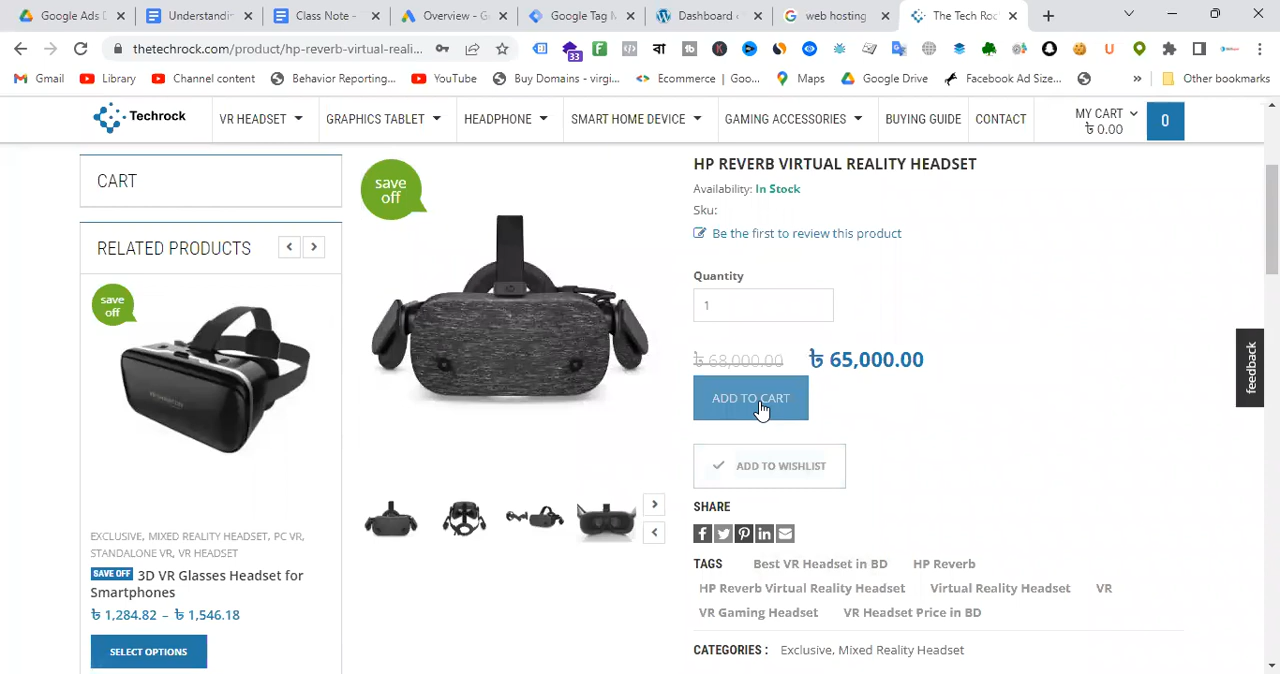 Google Ads D
Understandin
Class Note -
Overview - G
Google Tag M
Dashboard ‹
web hosting
The Tech Roc
thetechrock.com/product/hp-reverb-virtual-reali...
33
বা
Gmail
Library
Channel content
Behavior Reporting...
YouTube
Buy Domains - virgi...
Ecommerce | Goo...
Maps
Google Drive
Facebook Ad Size...
»
Other bookmarks
Techrock
VR HEADSET
GRAPHICS TABLET
HEADPHONE
SMART HOME DEVICE
GAMING ACCESSORIES
BUYING GUIDE
CONTACT
MY CART
৳ 0.00
0
CART
RELATED PRODUCTS
save
off
EXCLUSIVE, MIXED REALITY HEADSET, PC VR,
STANDALONE VR, VR HEADSET
SAVE OFF 3D VR Glasses Headset for
Smartphones
৳ 1,284.82 – ৳ 1,546.18
SELECT OPTIONS
save
off
HP REVERB VIRTUAL REALITY HEADSET
Availability: In Stock
Sku:
Be the first to review this product
Quantity
1
৳ 68,000.00 ৳ 65,000.00
ADD TO CART
ADD TO WISHLIST
SHARE
TAGS Best VR Headset in BD HP Reverb
HP Reverb Virtual Reality Headset Virtual Reality Headset VR
VR Gaming Headset VR Headset Price in BD
CATEGORIES : Exclusive, Mixed Reality Headset
feedback